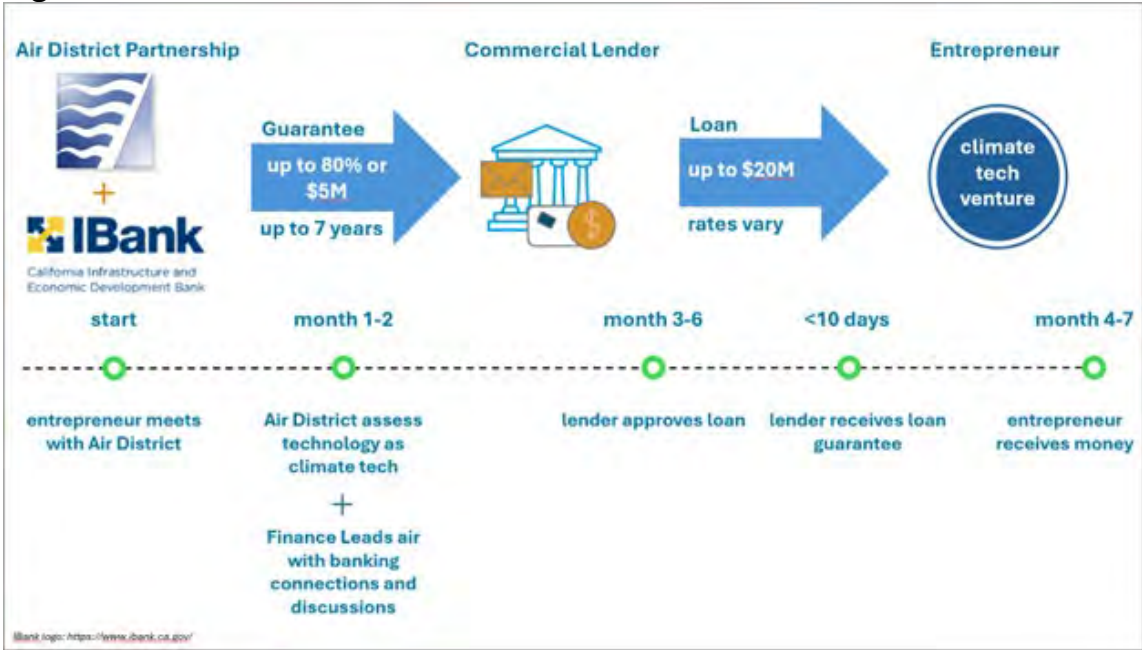 Air District Partnership
Commercial Lender
Entrepreneur
Guarantee
up to 80% or
$5M
up to 7 years
Loan
up to $20M
rates vary
climate
tech
venture
+
IBank
California Infrastructure and
Economic Development Bank
start
month 1-2
month 3-6
<10 days
month 4-7
entrepreneur meets
with Air District
Air District assess
technology as
climate tech
+
Finance Leads air
with banking
connections and
discussions
lender approves loan
lender receives loan
guarantee
entrepreneur
receives money
IBank logo: https://www.ibank.ca.gov/